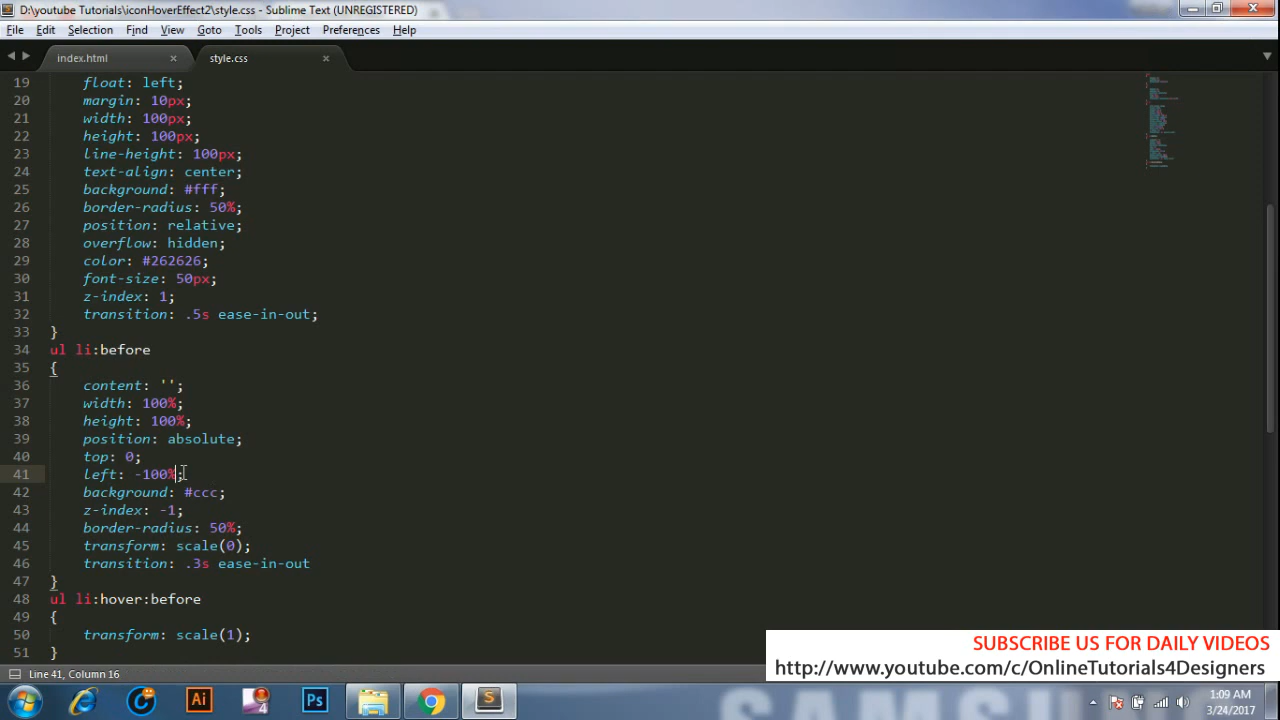 D:\youtube Tutorials\iconHoverEffect2\style.css - Sublime Text (UNREGISTERED)
File Edit Selection Find View Goto Tools Project Preferences Help
index.html style.css
19 float: left;
20 margin: 10px;
21 width: 100px;
22 height: 100px;
23 line-height: 100px;
24 text-align: center;
25 background: #fff;
26 border-radius: 50%;
27 position: relative;
28 overflow: hidden;
29 color: #262626;
30 font-size: 50px;
31 z-index: 1;
32 transition: .5s ease-in-out;
33 }
34 ul li:before
35 {
36 content: '';
37 width: 100%;
38 height: 100%;
39 position: absolute;
40 top: 0;
41 left: -100%;
42 background: #ccc;
43 z-index: -1;
44 border-radius: 50%;
45 transform: scale(0);
46 transition: .3s ease-in-out
47 }
48 ul li:hover:before
49 {
50 transform: scale(1);
51 }
SUBSCRIBE US FOR DAILY VIDEOS
http://www.youtube.com/c/OnlineTutorials4Designers
Line 41, Column 16
Ai
4
Ps
S
1:09 AM
3/24/2017